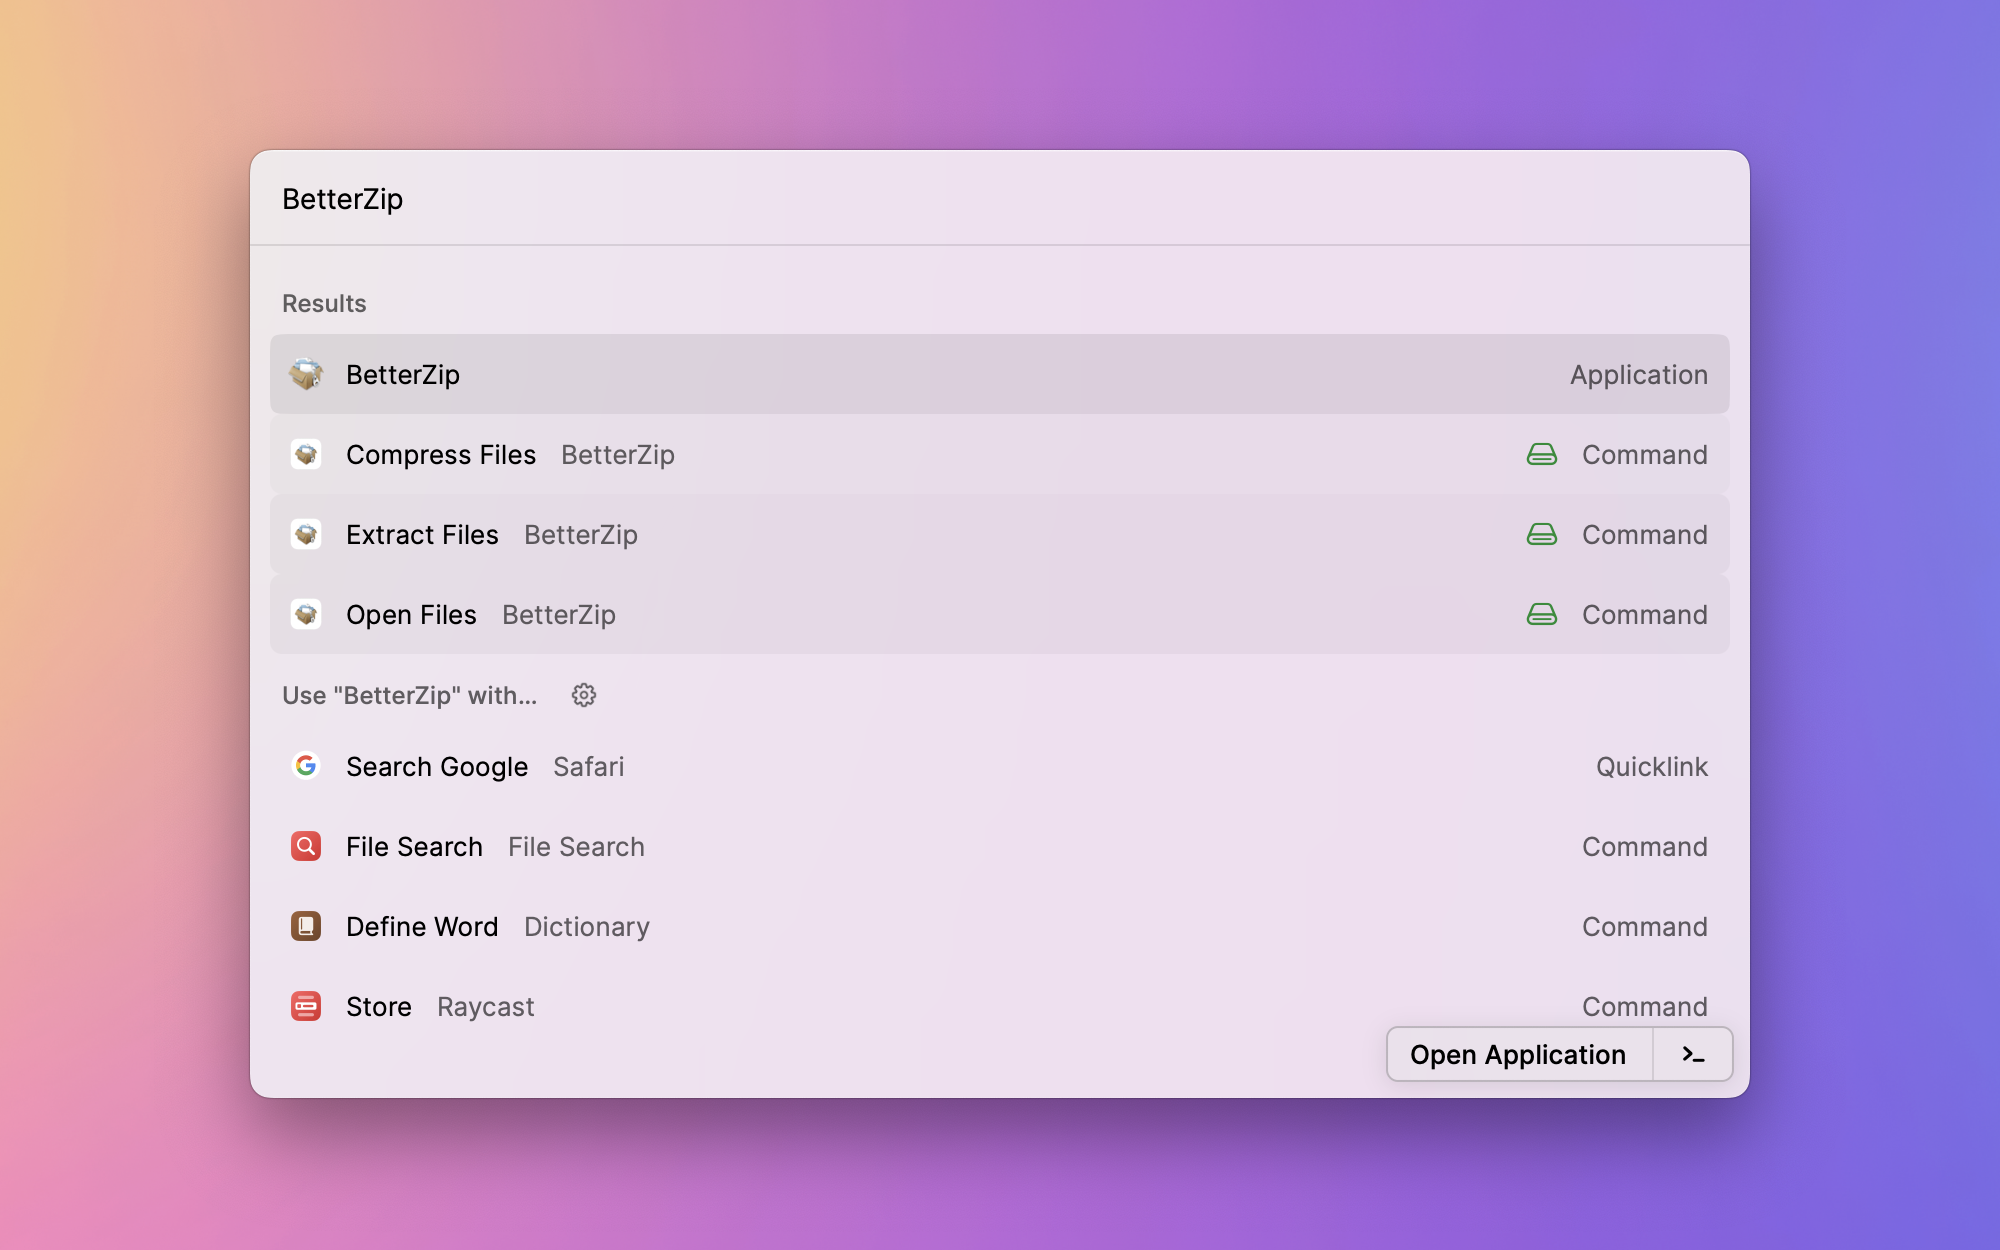 BetterZip
Results
BetterZip Application
Compress Files BetterZip Command
Extract Files BetterZip Command
Open Files BetterZip Command
Use "BetterZip" with...
Search Google Safari Quicklink
File Search File Search Command
Define Word Dictionary Command
Store Raycast Command
Open Application >_